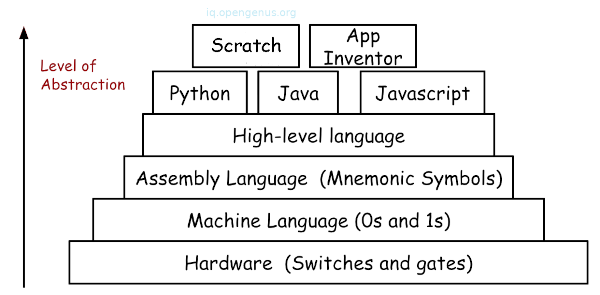 iq.opengenus.org
Scratch
App
Inventor
Level of
Abstraction
Python
Java
Javascript
High-level language
Assembly Language (Mnemonic Symbols)
Machine Language (0s and 1s)
Hardware (Switches and gates)